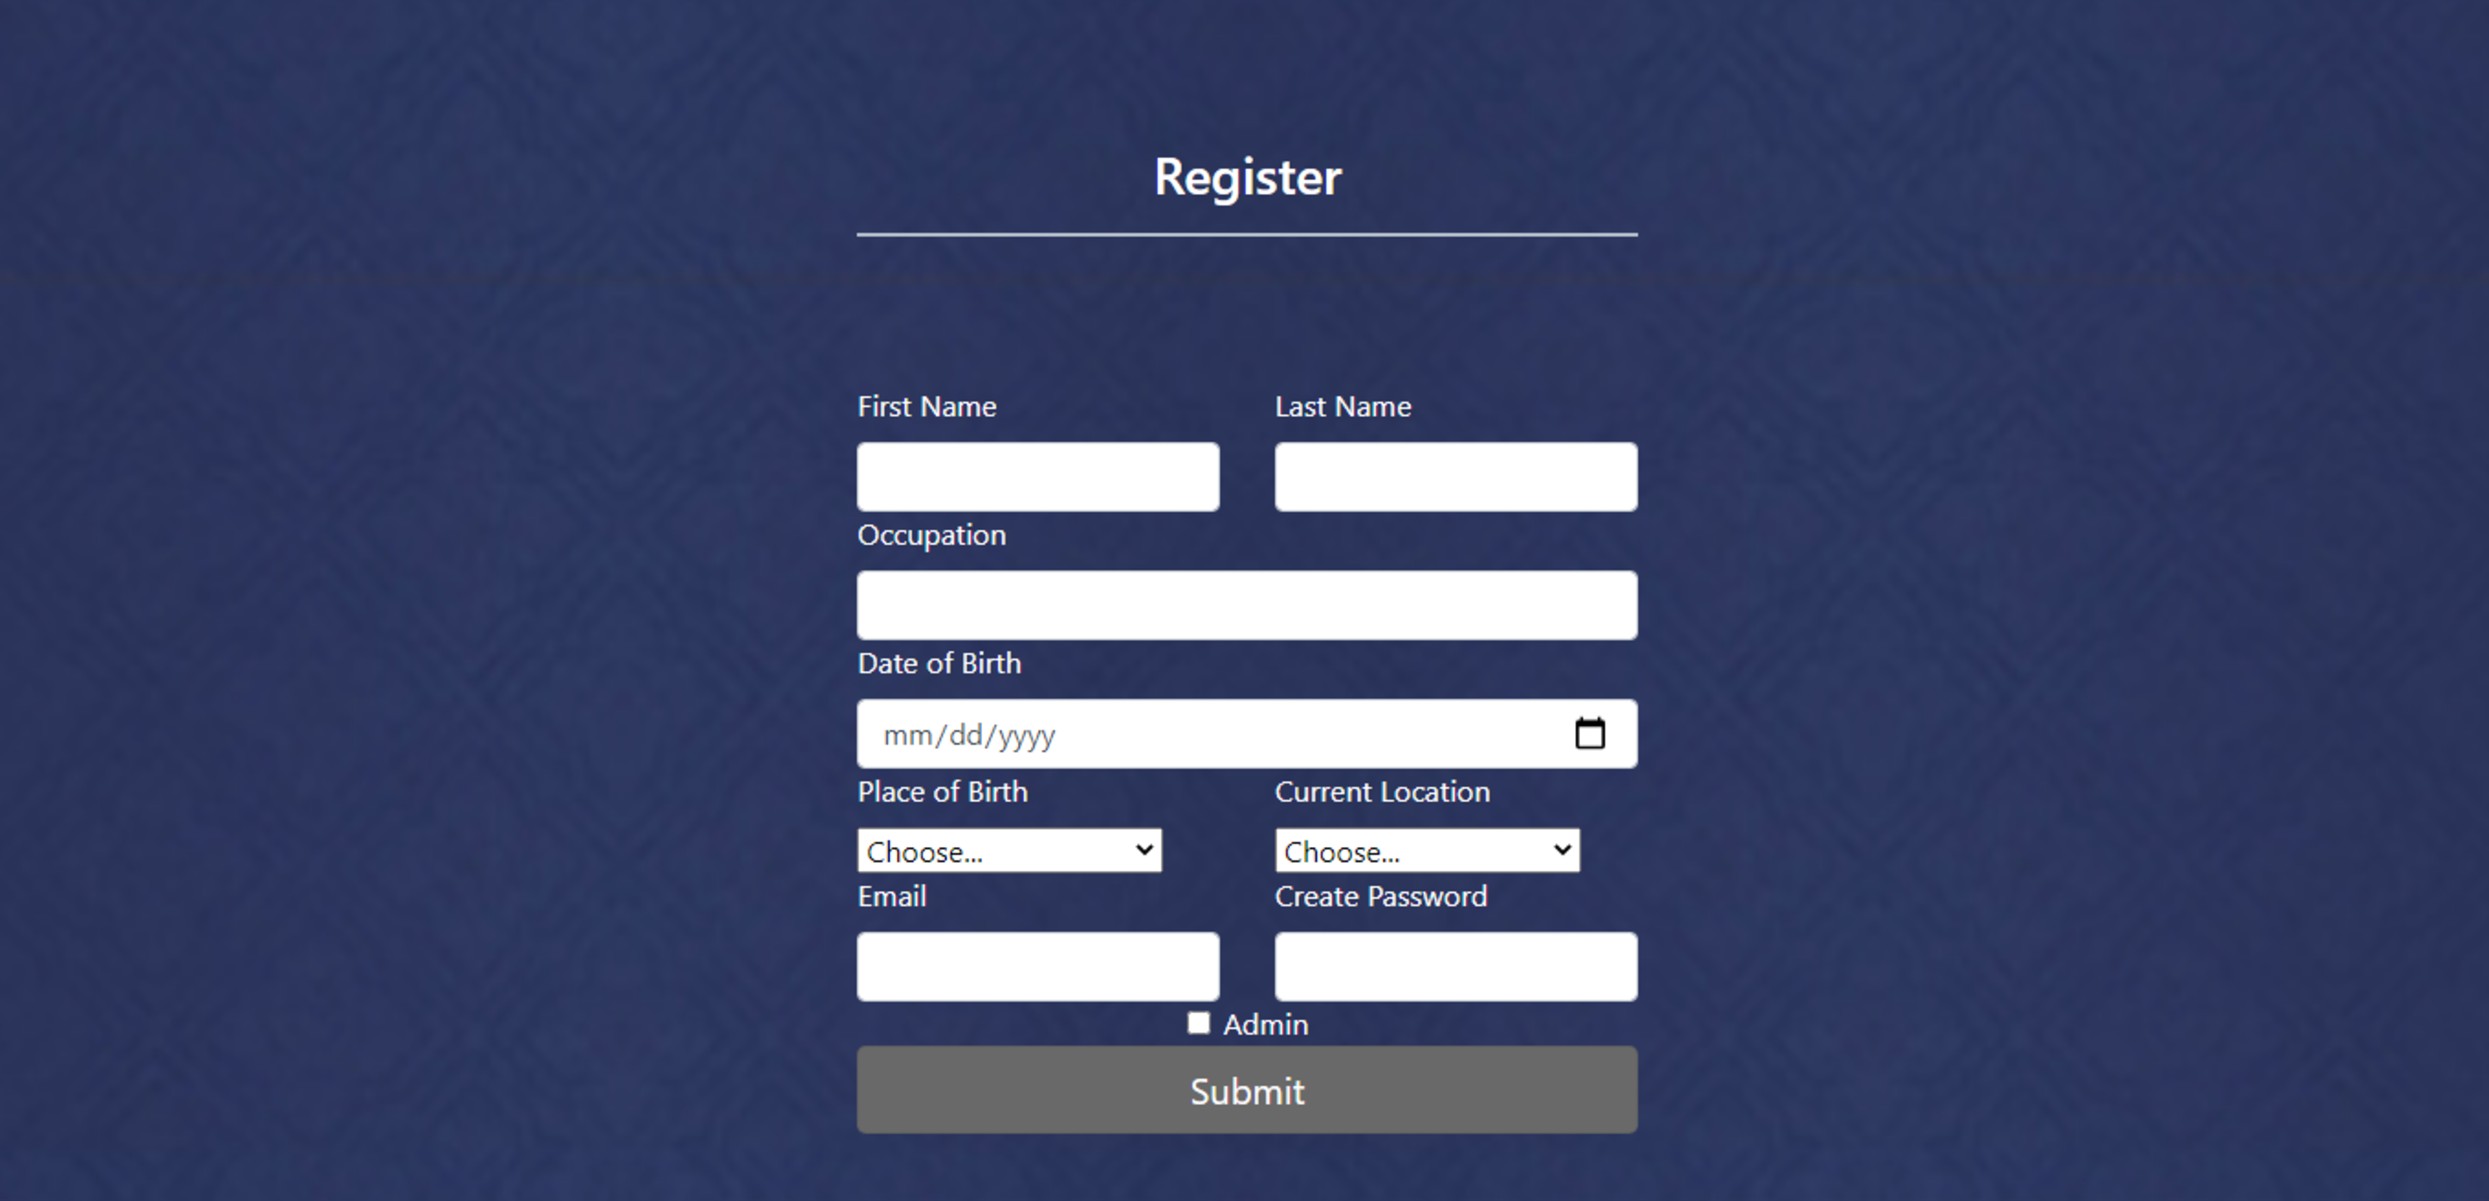 Register
First Name Last Name
Occupation
Date of Birth
mm/dd/yyyy
Place of Birth Current Location
Choose... Choose...
Email Create Password
Admin
Submit